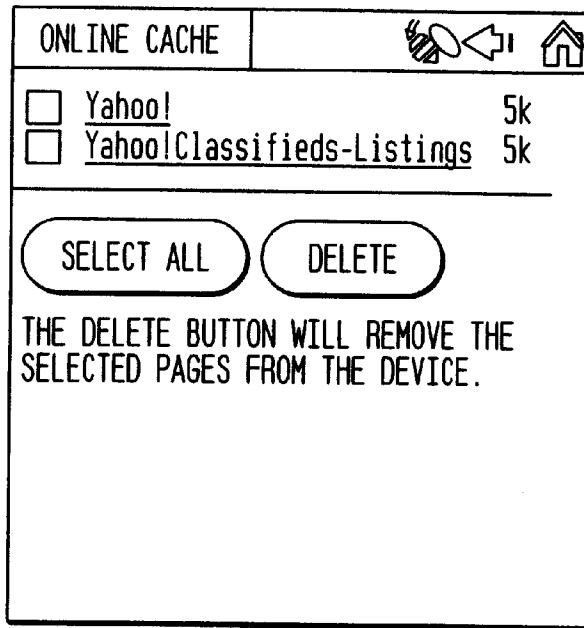 ONLINE CACHE
Yahoo! 5k
Yahoo!Classifieds-Listings 5k
SELECT ALL DELETE
THE DELETE BUTTON WILL REMOVE THE
SELECTED PAGES FROM THE DEVICE.